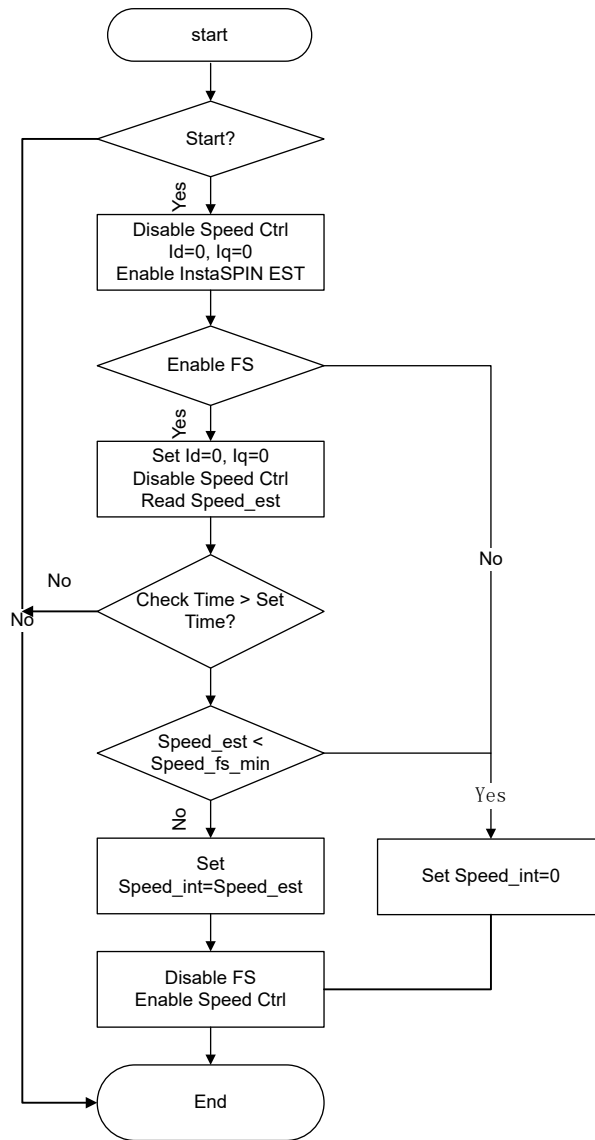 start
Start?
Yes
Disable Speed Ctrl
Id=0, Iq=0
Enable InstaSPIN EST
Enable FS
Yes
Set Id=0, Iq=0
Disable Speed Ctrl
Read Speed_est
No
No
Check Time > Set
Time?
No
Speed_est <
Speed_fs_min
Yes
No
Set
Speed_int=Speed_est
Set Speed_int=0
Disable FS
Enable Speed Ctrl
End